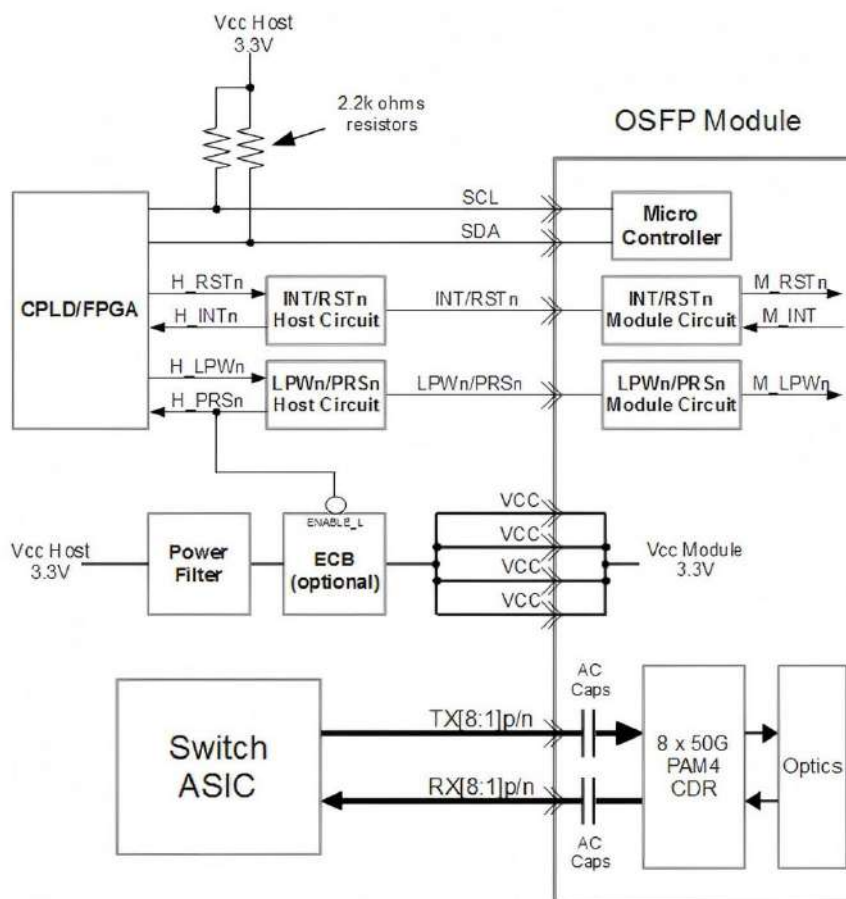 Vcc Host
3.3V
2.2k ohms
resistors
OSFP Module
SCL
SDA
Micro
Controller
CPLD/FPGA
H_RSTn
H_INTn
INT/RSTn
Host Circuit
INT/RSTn
INT/RSTn
Module Circuit
M_RSTn
M_INT
H_LPWn
H_PRSn
LPWn/PRSn
Host Circuit
LPWn/PRSn
LPWn/PRSn
Module Circuit
M_LPWn
Vcc Host
3.3V
Power
Filter
ENABLE_L
ECB
(optional)
VCC
VCC
VCC
VCC
Vcc Module
3.3V
Switch
ASIC
TX[8:1]p/n
RX[8:1]p/n
AC
Caps
AC
Caps
8 x 50G
PAM4
CDR
Optics